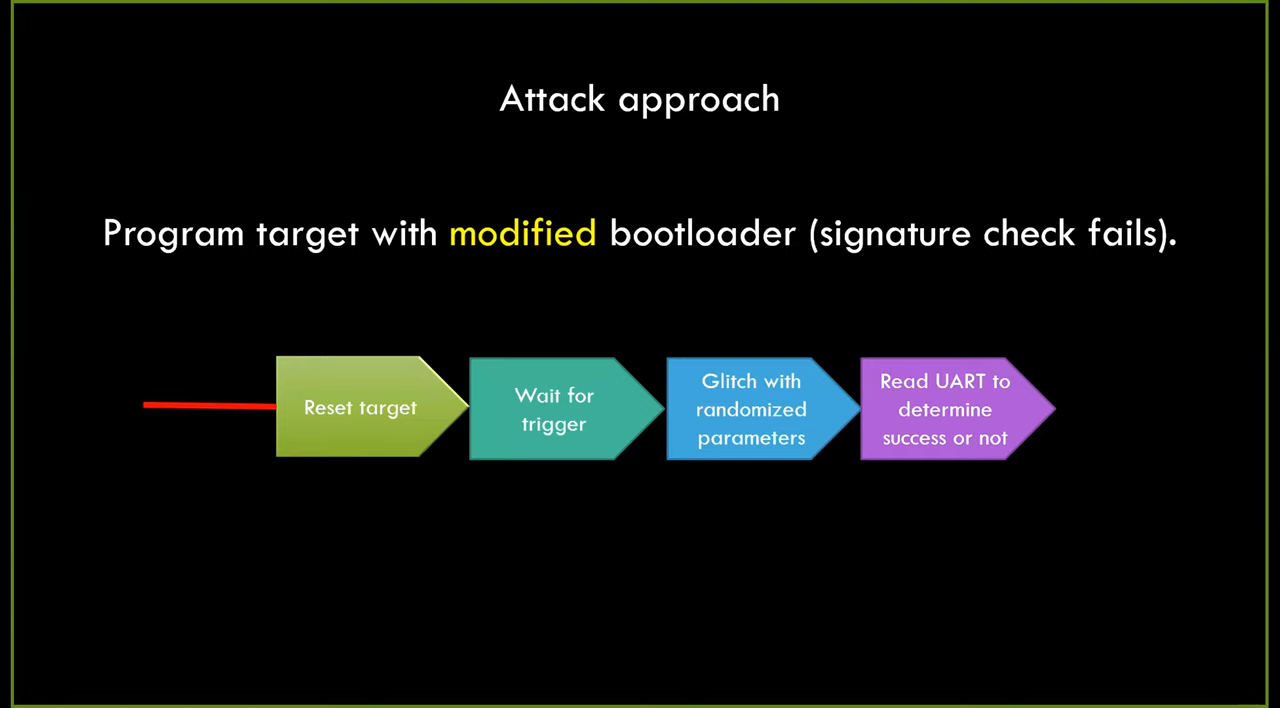 Attack approach
Program target with modified bootloader (signature check fails).
Reset target
Wait for
trigger
Glitch with
randomized
parameters
Read UART to
determine
success or not